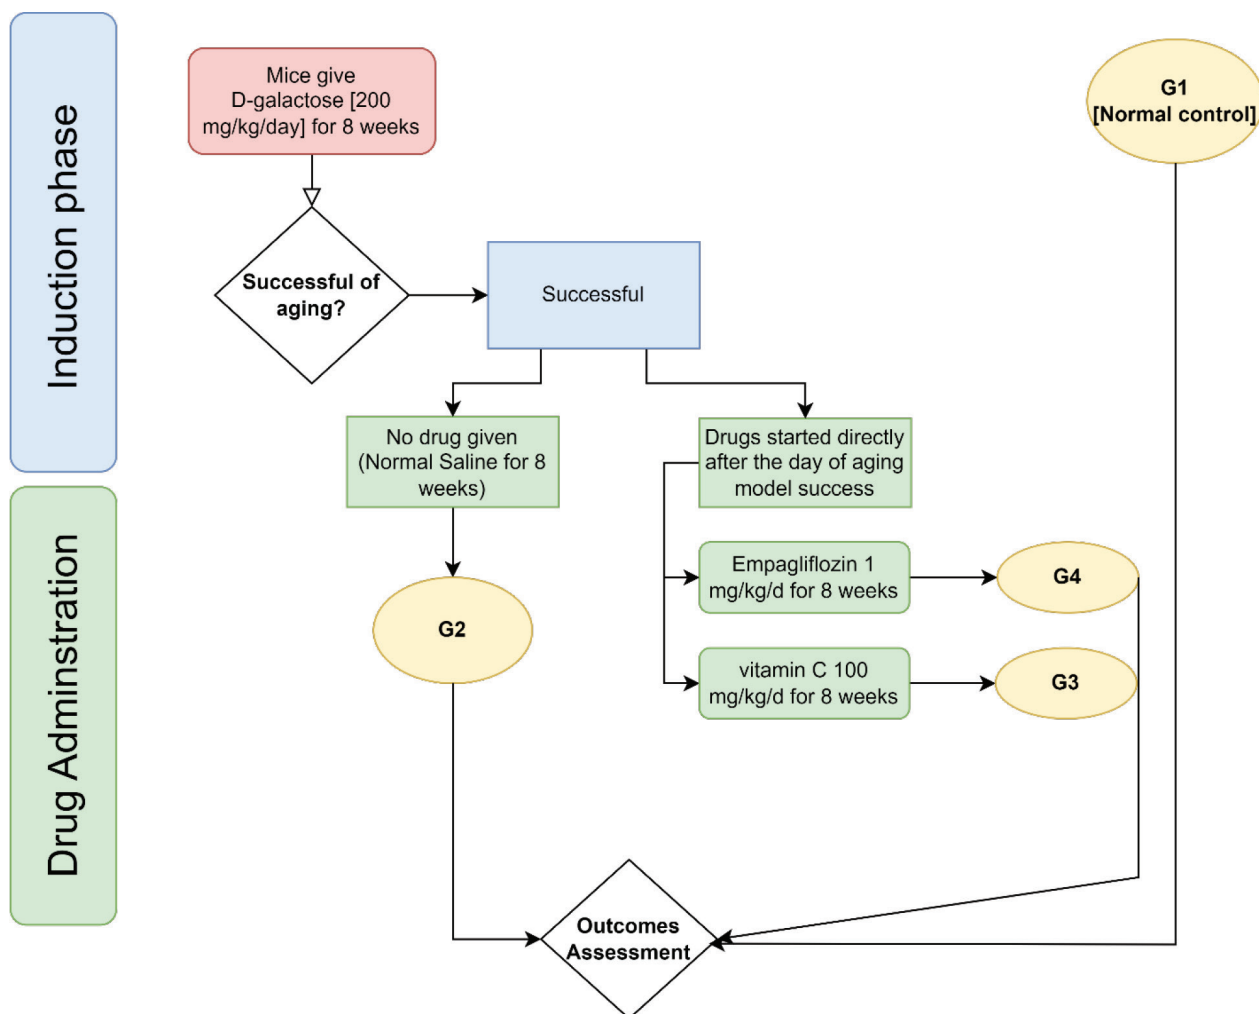 Induction phase
Mice give
D-galactose [200
mg/kg/day] for 8 weeks
G1
[Normal control]
Successful of
aging?
Successful
No drug given
(Normal Saline for 8
weeks)
Drugs started directly
after the day of aging
model success
Drug Adminstration
Empagliflozin 1
mg/kg/d for 8 weeks
G4
G2
vitamin C 100
mg/kg/d for 8 weeks
G3
Outcomes
Assessment